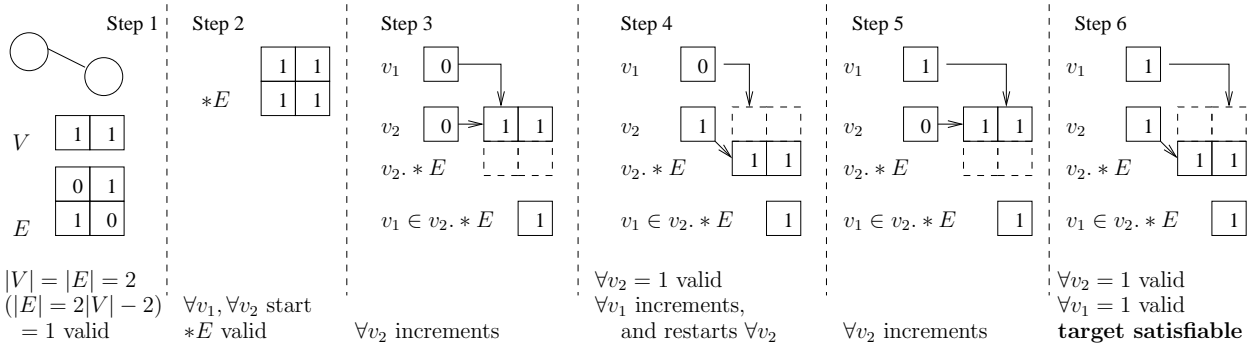 Step 1
V 1 1
0 1
E 1 0
|V| = |E| = 2
(|E| = 2|V| − 2)
= 1 valid
Step 2
1 1
∗E 1 1
∀v₁, ∀v₂ start
∗E valid
Step 3
v₁ 0
v₂ 0 1 1
v₂. ∗ E
v₁ ∈ v₂. ∗ E 1
∀v₂ increments
Step 4
v₁ 0
v₂ 1
v₂. ∗ E 1 1
v₁ ∈ v₂. ∗ E 1
∀v₂ = 1 valid
∀v₁ increments,
and restarts ∀v₂
Step 5
v₁ 1
v₂ 0 1 1
v₂. ∗ E
v₁ ∈ v₂. ∗ E 1
∀v₂ increments
Step 6
v₁ 1
v₂ 1
v₂. ∗ E 1 1
v₁ ∈ v₂. ∗ E 1
∀v₂ = 1 valid
∀v₁ = 1 valid
target satisfiable